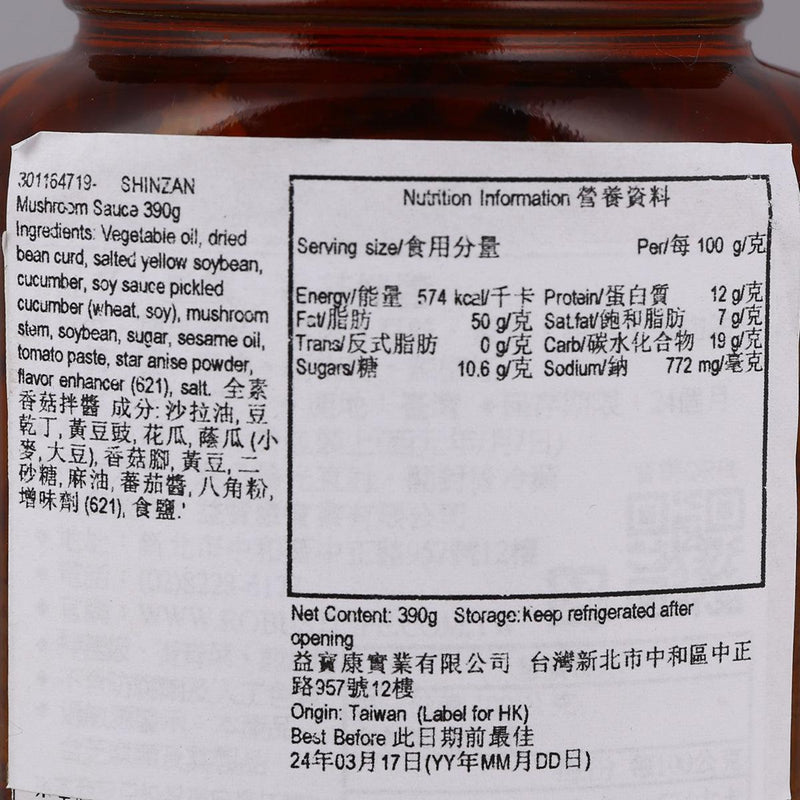 301164719- SHINZAN
Mushroom Sauce 390g
Ingredients: Vegetable oil, dried
bean curd, salted yellow soybean,
cucumber, soy sauce pickled
cucumber (wheat, soy), mushroom
stem, soybean, sugar, sesame oil,
tomato paste, star anise powder,
flavor enhancer (621), salt. 全素
香菇拌醬 成分: 沙拉油, 豆
乾丁, 黃豆豉, 花瓜, 蔭瓜 (小
麥, 大豆), 香菇腳, 黃豆, 二
砂糖, 麻油, 蕃茄醬, 八角粉,
增味劑 (621), 食鹽.
Nutrition Information 營養資料
Serving size/食用分量 Per/每 100 g/克
Energy/能量 574 kcal/千卡 Protein/蛋白質 12 g/克
Fat/脂肪 50 g/克 Sat.fat/飽和脂肪 7 g/克
Trans/反式脂肪 0 g/克 Carb/碳水化合物 19 g/克
Sugars/糖 10.6 g/克 Sodium/鈉 772 mg/毫克
Net Content: 390g Storage:Keep refrigerated after
opening
益寶康實業有限公司 台灣新北市中和區中正
路957號12樓
Origin: Taiwan (Label for HK)
Best Before 此日期前最佳
24年03月17日(YY年MM月DD日)